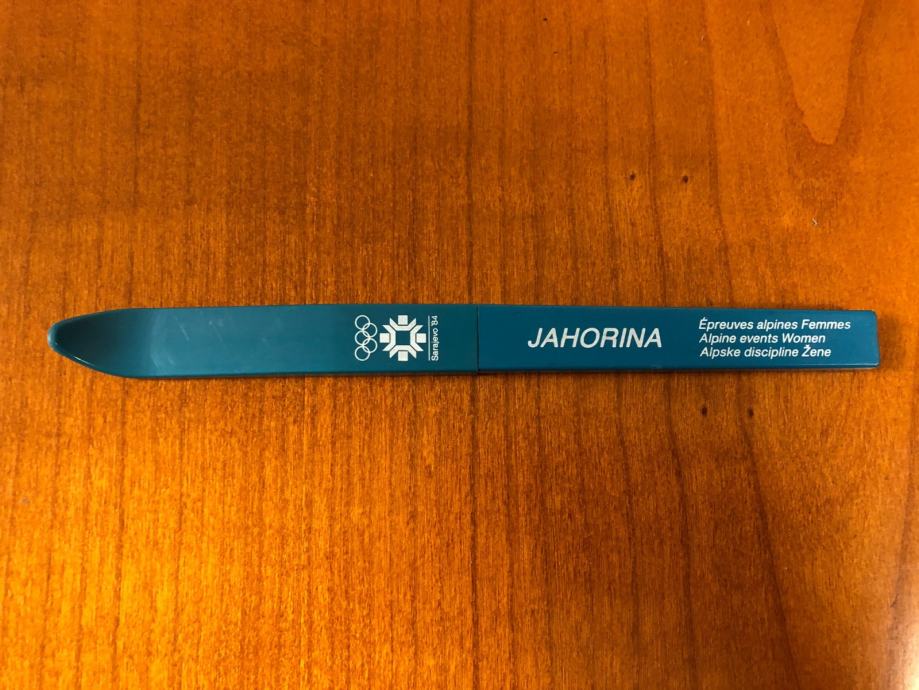 Sarajevo '84
JAHORINA
Épreuves alpines Femmes
Alpine events Women
Alpske discipline Žene